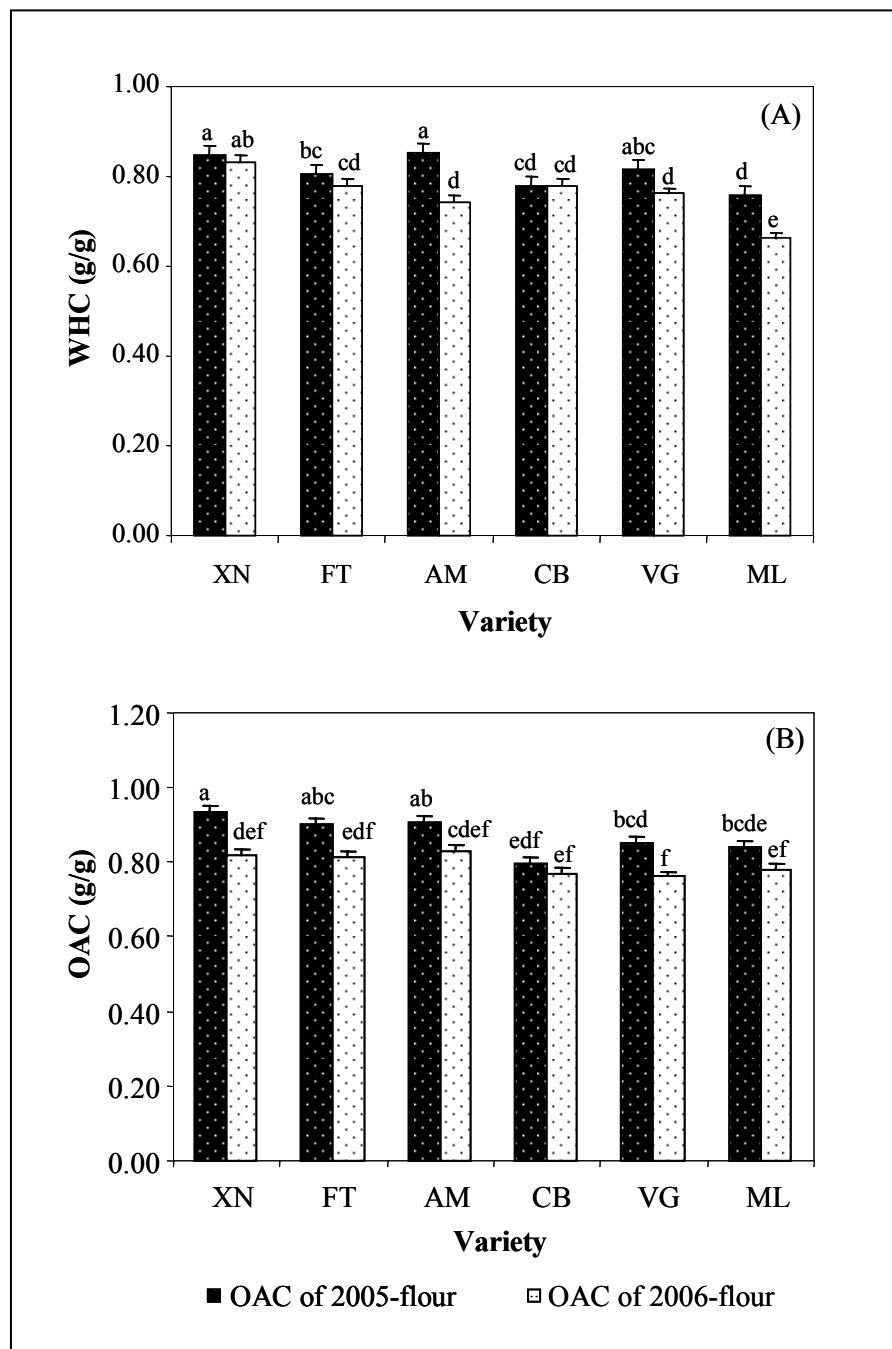 (A)
WHC (g/g)
1.00
0.80
0.60
0.40
0.20
0.00
a ab bc cd a d cd cd abc d d e
XN FT AM CB VG ML
Variety
(B)
OAC (g/g)
1.20
1.00
0.80
0.60
0.40
0.20
0.00
a def abc edf ab cdef edf ef bcd f bcde ef
XN FT AM CB VG ML
Variety
OAC of 2005-flour OAC of 2006-flour